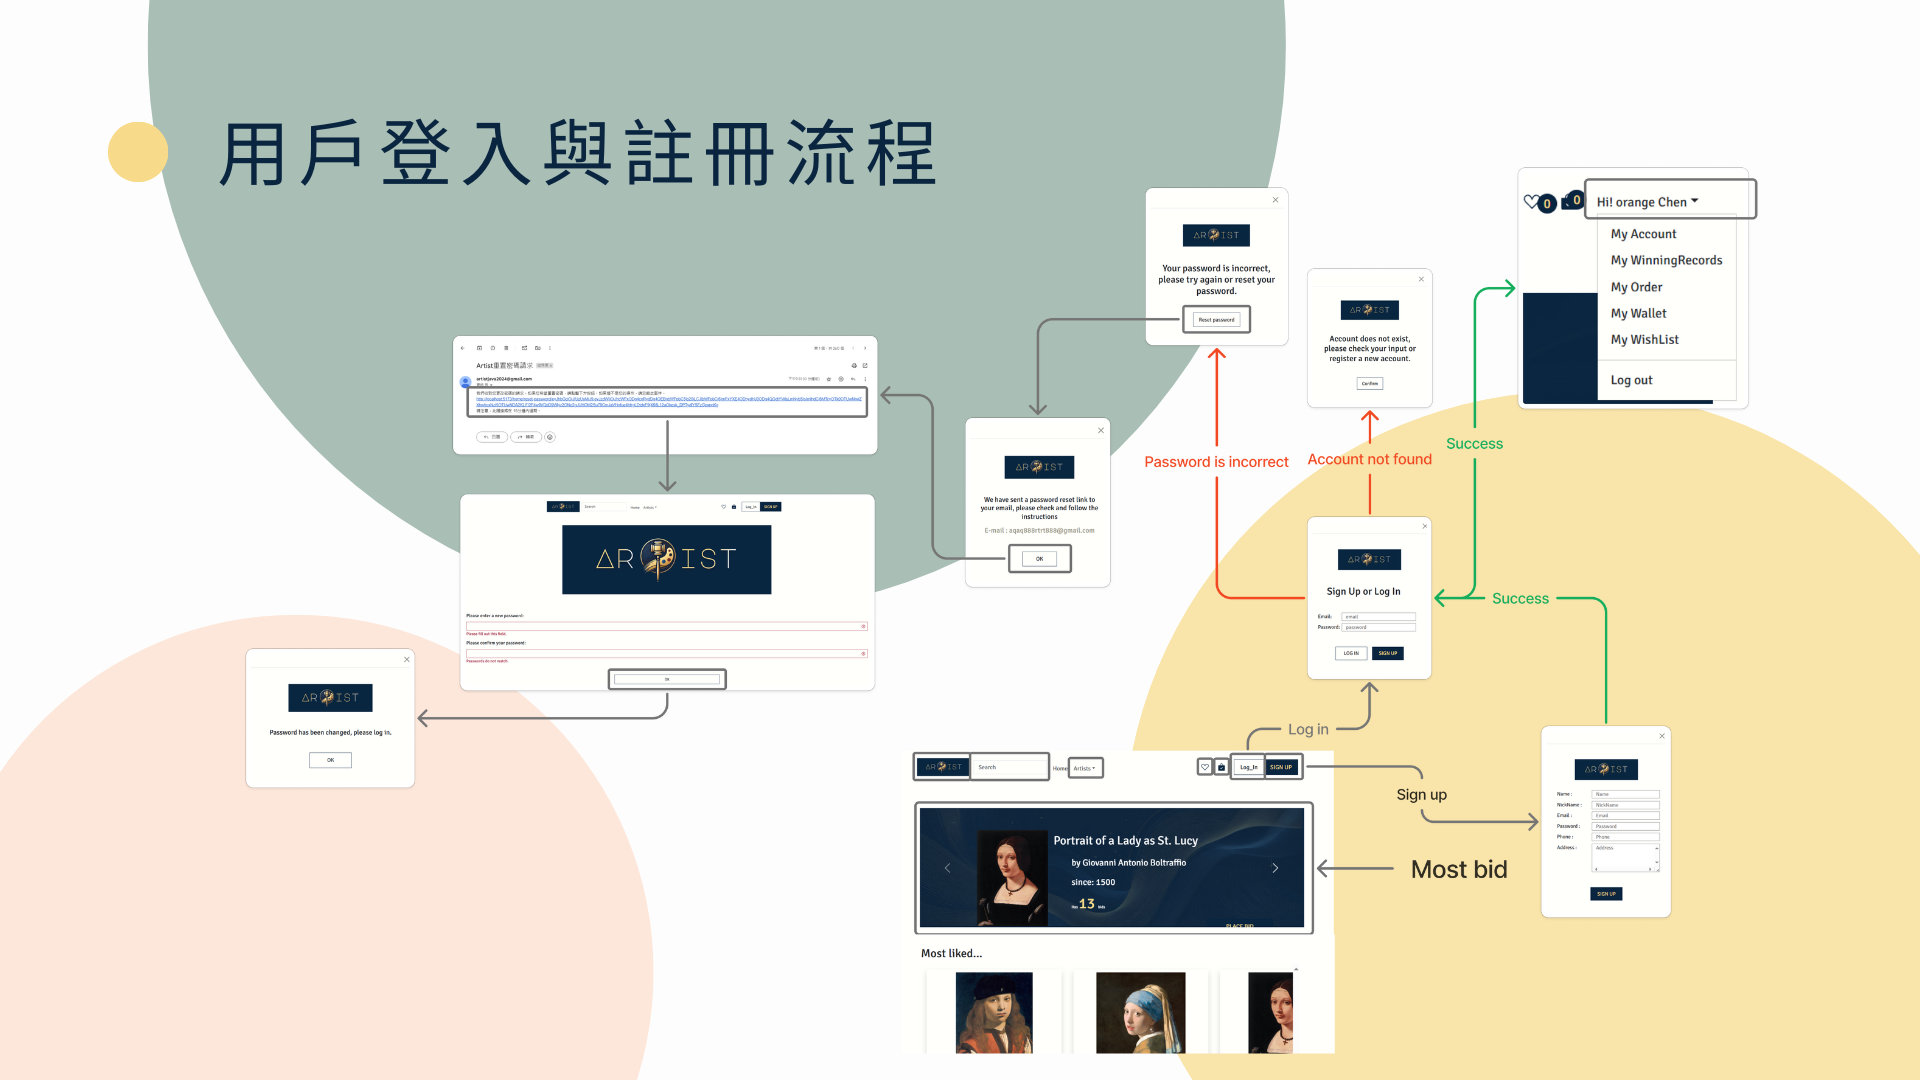 用戶登入與註冊流程
ARTIST
Your password is incorrect,
please try again or reset your
password.
Reset password
ARTIST
Account does not exist,
please check your input or
register a new account.
Confirm
0
0
Hi! orange Chen
My Account
My WinningRecords
My Order
My Wallet
My WishList
Log out
Artist重置密碼請求
artistjava2024@gmail.com
ARTIST
We have sent a password reset link to
your email, please check and follow the
instructions
E-mail : aqaq888rtrt888@gmail.com
OK
Password is incorrect
Account not found
Success
ARTIST
Search
Home
Artists
Log_In
SIGN UP
ARTIST
Please enter a new password:
Please fill out this field.
Please confirm your password:
Passwords do not match.
ARTIST
Password has been changed, please log in.
OK
ARTIST
Sign Up or Log In
Email:
email
Password:
password
LOG IN
SIGN UP
Success
Log in
Sign up
ARTIST
Search
Home
Artists
Log_In
SIGN UP
Portrait of a Lady as St. Lucy
by Giovanni Antonio Boltraffio
since: 1500
Has 13 bids
PLACE BID
Most bid
Most liked...
ARTIST
Name :
Name
NickName :
NickName
Email :
Email
Password :
Password
Phone :
Phone
Address :
Address
SIGN UP